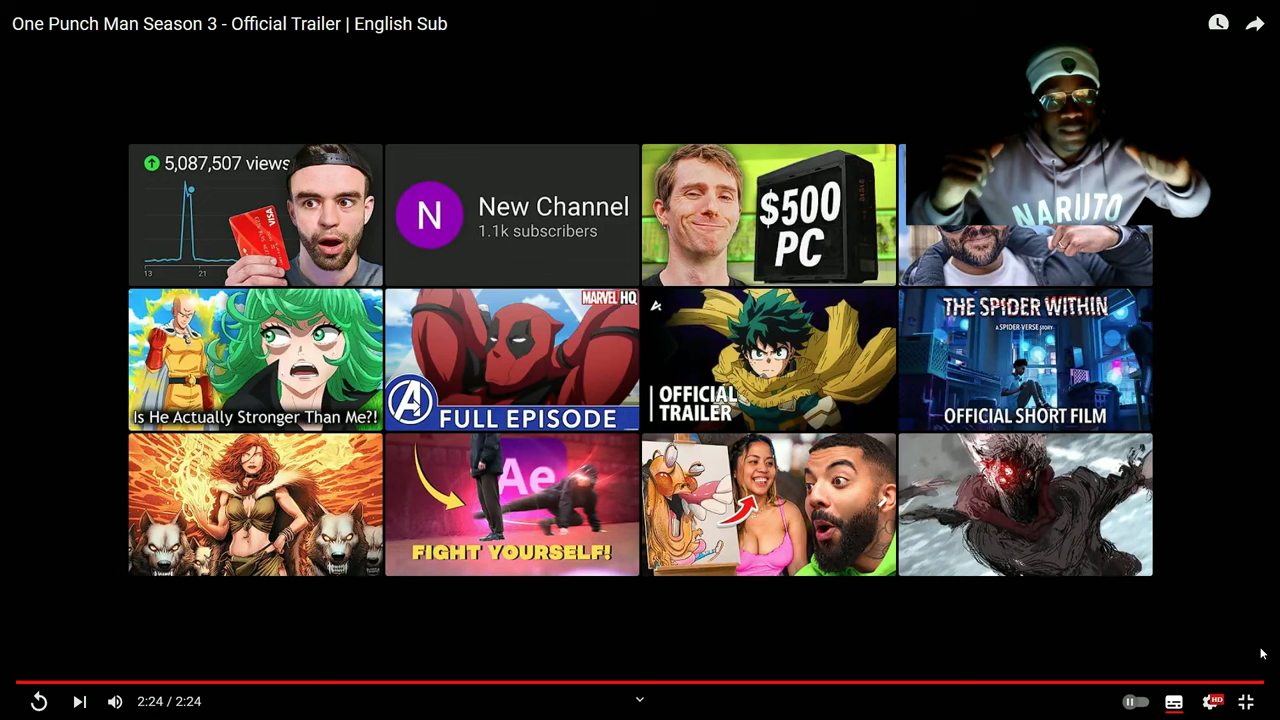 One Punch Man Season 3 - Official Trailer | English Sub
5,087,507 views
13
21
VISA
N
New Channel
1.1k subscribers
$500
PC
NARUTO
Is He Actually Stronger Than Me?!
MARVEL HQ
A
FULL EPISODE
OFFICIAL
TRAILER
THE SPIDER WITHIN
A SPIDER-VERSE STORY
OFFICIAL SHORT FILM
Ae
FIGHT YOURSELF!
2:24 / 2:24
HD